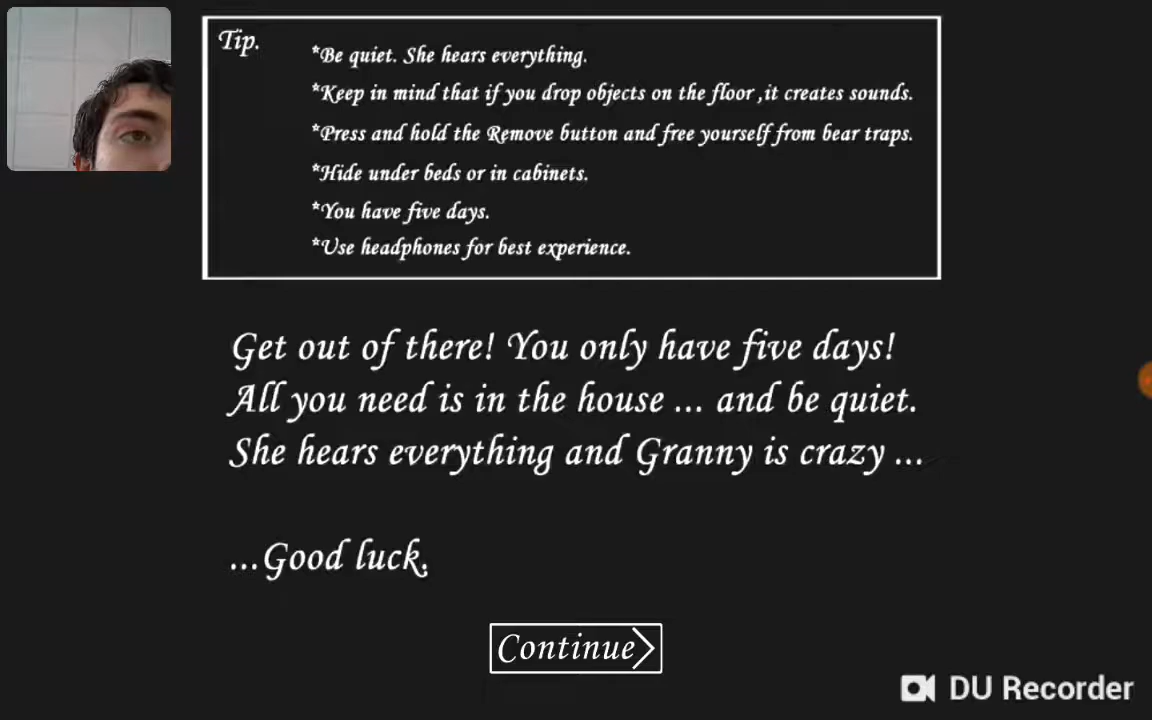 Tip.
*Be quiet. She hears everything.
*Keep in mind that if you drop objects on the floor ,it creates sounds.
*Press and hold the Remove button and free yourself from bear traps.
*Hide under beds or in cabinets.
*You have five days.
*Use headphones for best experience.
Get out of there! You only have five days!
All you need is in the house ... and be quiet.
She hears everything and Granny is crazy ...
...Good luck.
Continue
DU Recorder